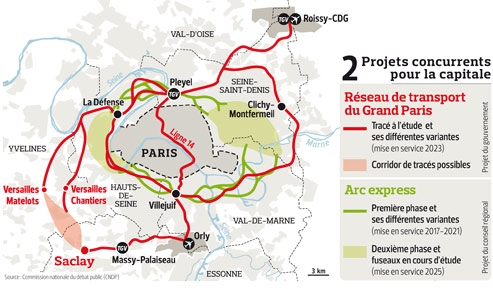 VAL-D'OISE
TGV
Roissy-CDG
Seine
Pleyel
TGV
SEINE-
SAINT-DENIS
La Défense
Clichy-
Montfermeil
Ligne 14
Marne
PARIS
YVELINES
Versailles
Matelots
Versailles
Chantiers
HAUTS-
DE-
SEINE
Villejuif
VAL-DE-MARNE
Orly
Saclay
TGV
Massy-Palaiseau
ESSONNE
3 km
Source : Commission nationale du débat public (CNDP)
2 Projets concurrents
pour la capitale
Réseau de transport
du Grand Paris
Tracé à l'étude et
ses différentes variantes
(mise en service 2023)
Corridor de tracés possibles
Projet du gouvernement
Arc express
Première phase et
ses différentes variantes
(mise en service 2017-2021)
Deuxième phase et
fuseaux en cours d'étude
(mise en service 2025)
Projet du conseil régional